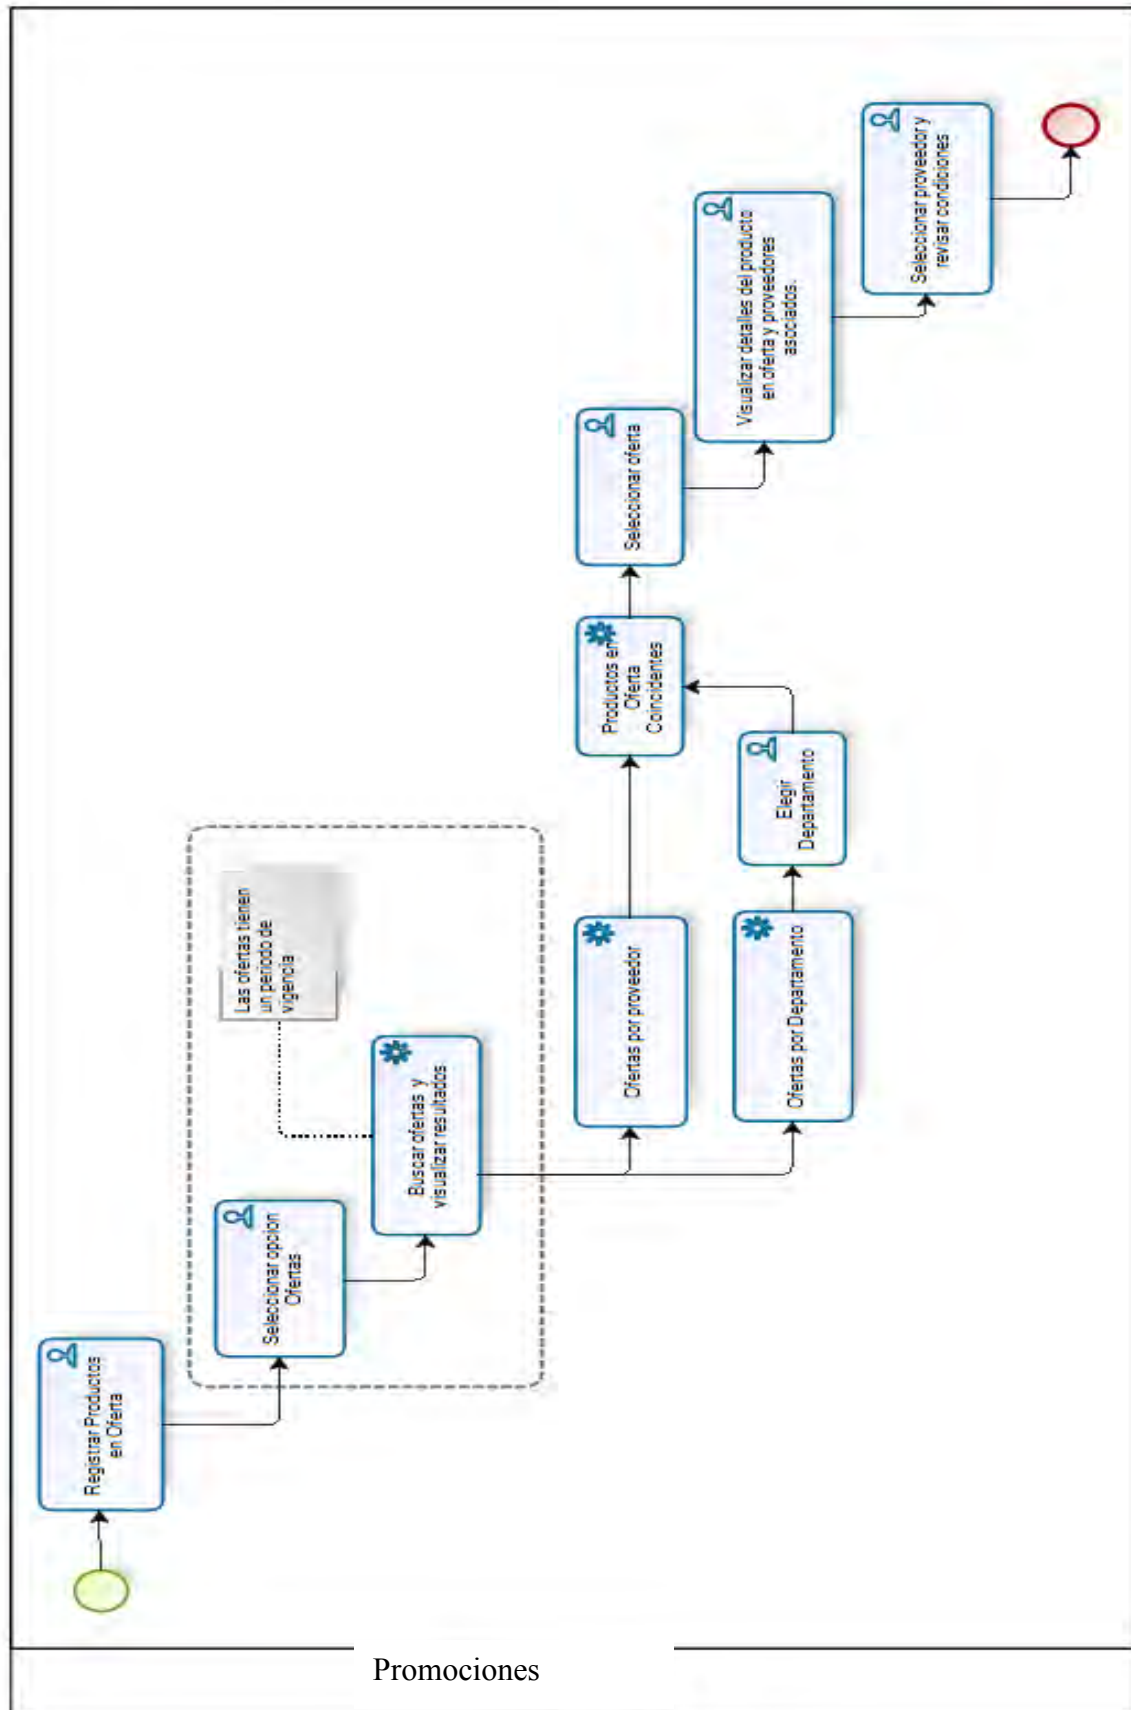 Registrar Productos
en Oferta
Seleccionar opcion
Ofertas
Las ofertas tienen
un periodo de
vigencia
Buscar ofertas y
visualizar resultados
Ofertas por proveedor
Ofertas por Departamento
Elegir
Departamento
Productos en
Oferta
Coincidentes
Seleccionar oferta
Visualizar detalles del producto
en oferta y proveedores
asociados.
Seleccionar proveedor y
revisar condiciones
Promociones